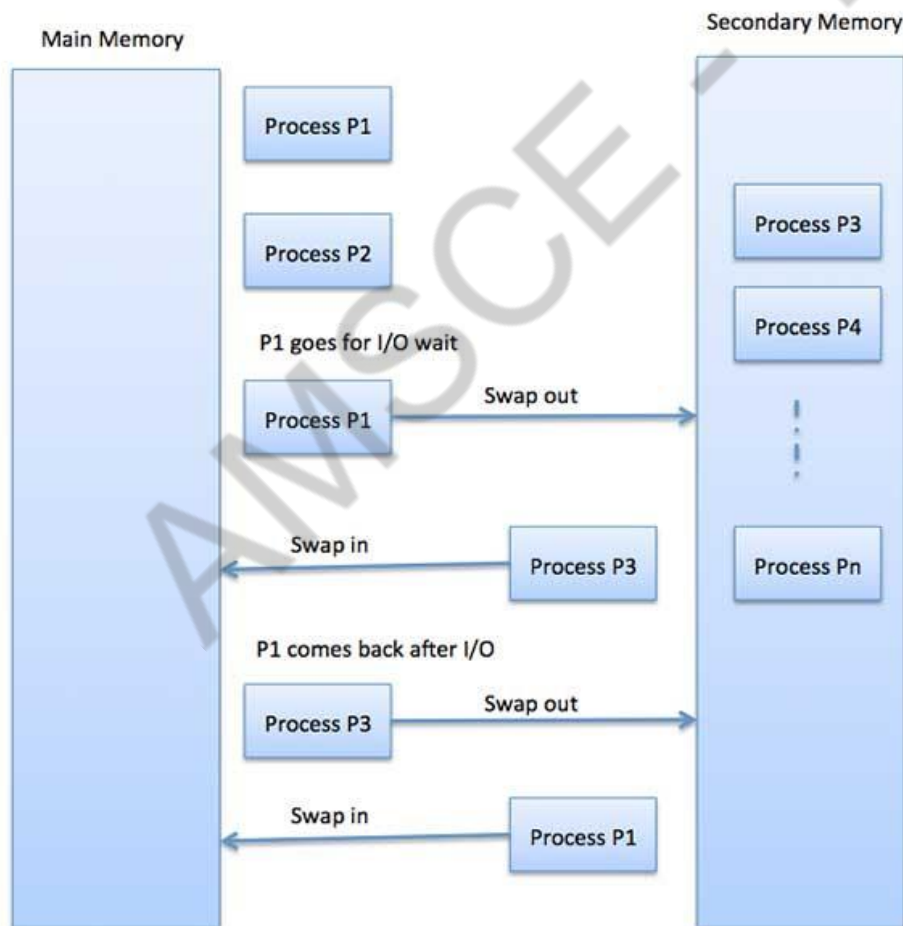 Main Memory
Secondary Memory
Process P1
Process P3
Process P2
Process P4
P1 goes for I/O wait
Process P1
Swap out
Swap in
Process P3
Process Pn
P1 comes back after I/O
Process P3
Swap out
Swap in
Process P1
AMSCE -